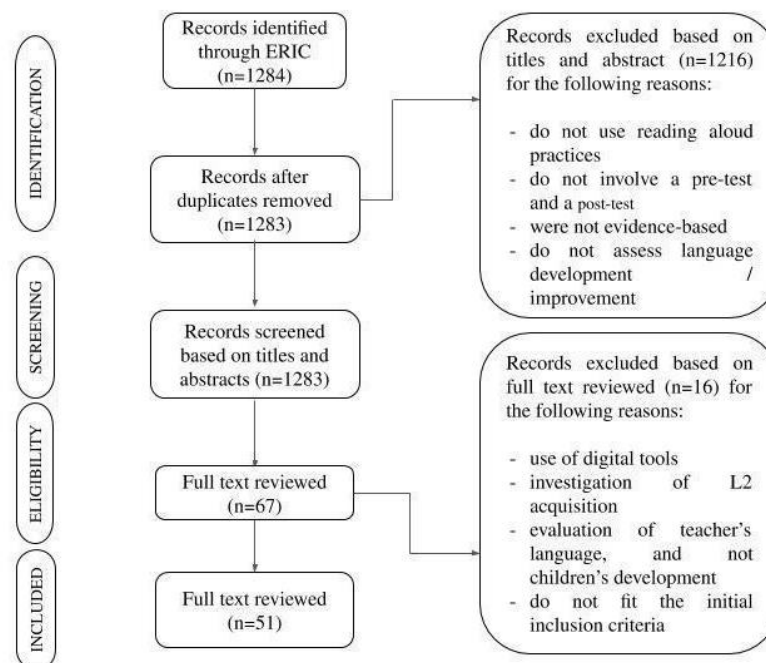 IDENTIFICATION
Records identified
through ERIC
(n=1284)
Records after
duplicates removed
(n=1283)
Records excluded based on
titles and abstract (n=1216)
for the following reasons:
- do not use reading aloud
practices
- do not involve a pre-test
and a post-test
- were not evidence-based
- do not assess language
development /
improvement
SCREENING
Records screened
based on titles and
abstracts (n=1283)
ELIGIBILITY
Full text reviewed
(n=67)
Records excluded based on
full text reviewed (n=16) for
the following reasons:
- use of digital tools
- investigation of L2
acquisition
- evaluation of teacher's
language, and not
children's development
- do not fit the initial
inclusion criteria
INCLUDED
Full text reviewed
(n=51)